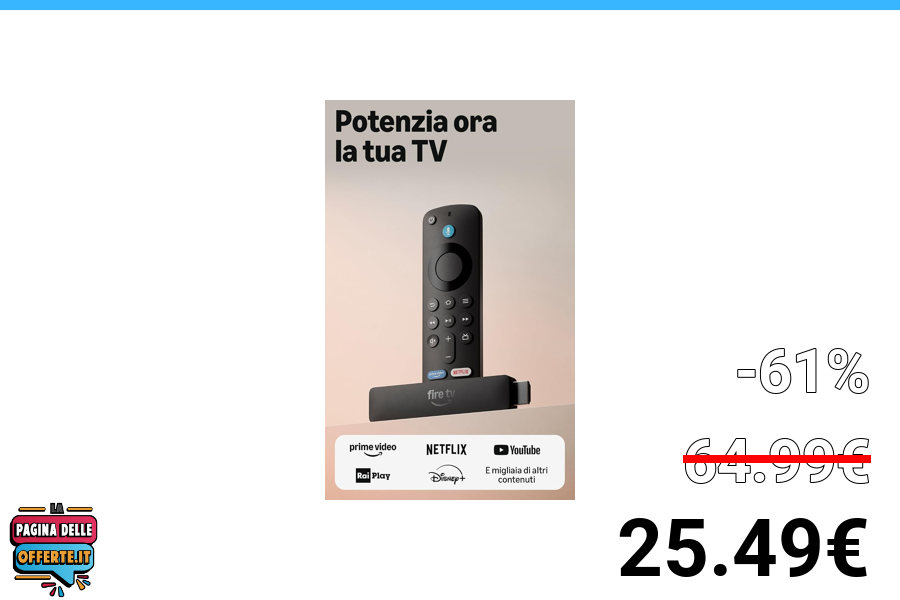 Potenzia ora
la tua TV
fire tv
prime video
NETFLIX
YouTube
Rai Play
Disney+
E migliaia di altri
contenuti
-61%
64.99€
25.49€
LA
PAGINA DELLE
OFFERTE.IT